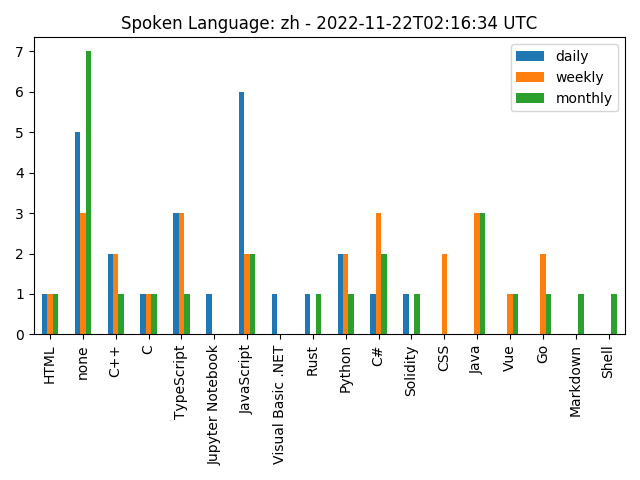 Spoken Language: zh - 2022-11-22T02:16:34 UTC
daily
weekly
monthly
7
6
5
4
3
2
1
0
HTML
none
C++
C
TypeScript
Jupyter Notebook
JavaScript
Visual Basic .NET
Rust
Python
C#
Solidity
CSS
Java
Vue
Go
Markdown
Shell